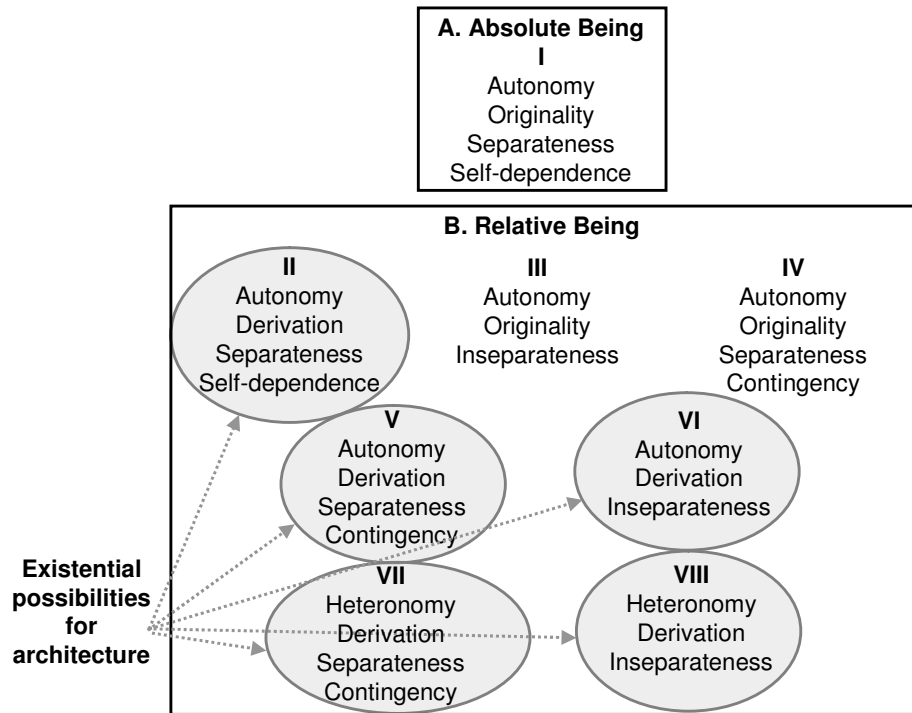 A. Absolute Being
I
Autonomy
Originality
Separateness
Self-dependence
B. Relative Being
II
Autonomy
Derivation
Separateness
Self-dependence
III
Autonomy
Originality
Inseparateness
IV
Autonomy
Originality
Separateness
Contingency
V
Autonomy
Derivation
Separateness
Contingency
VI
Autonomy
Derivation
Inseparateness
VII
Heteronomy
Derivation
Separateness
Contingency
VIII
Heteronomy
Derivation
Inseparateness
Existential
possibilities
for
architecture